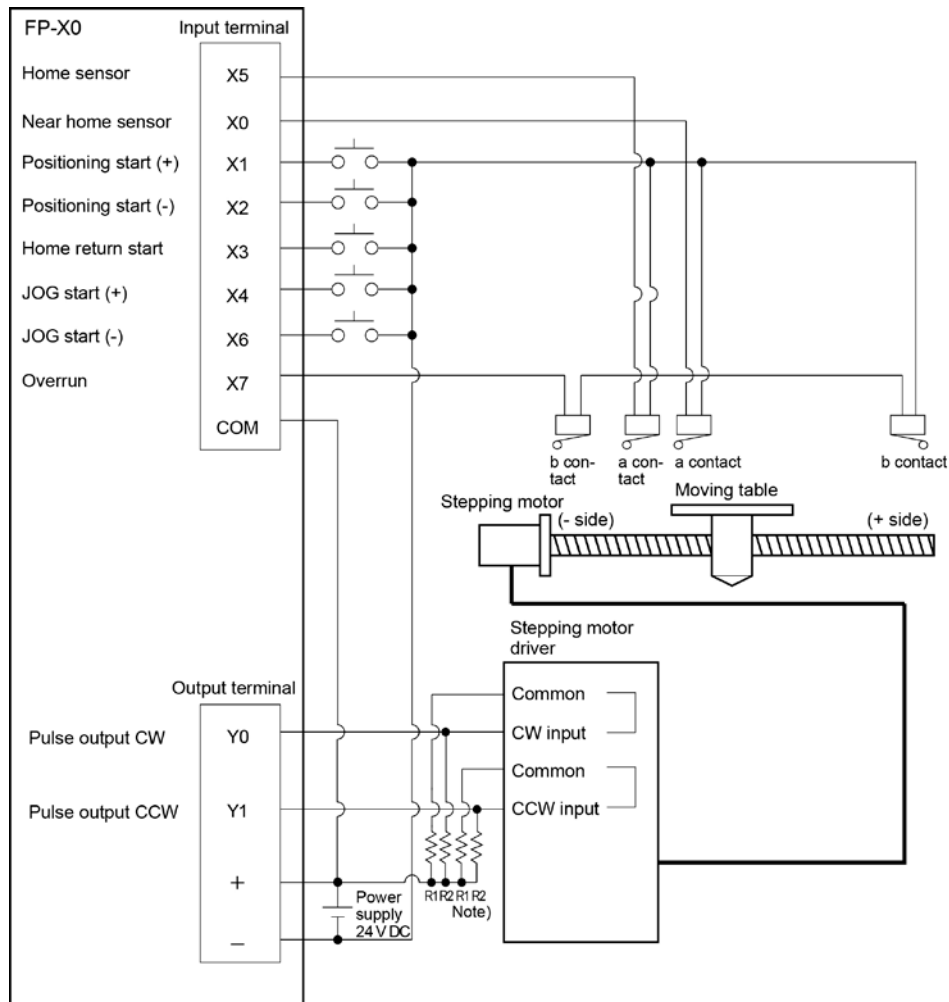 FP-X0
Input terminal
Home sensor
X5
Near home sensor
X0
Positioning start (+)
X1
Positioning start (-)
X2
Home return start
X3
JOG start (+)
X4
JOG start (-)
X6
Overrun
X7
COM
b con-
tact
a con-
tact
a contact
b contact
Moving table
Stepping motor
(- side)
(+ side)
Stepping motor
driver
Output terminal
Common
Pulse output CW
Y0
CW input
Common
Pulse output CCW
Y1
CCW input
+
R1 R2 R1 R2
Note)
Power
supply
24 V DC
–